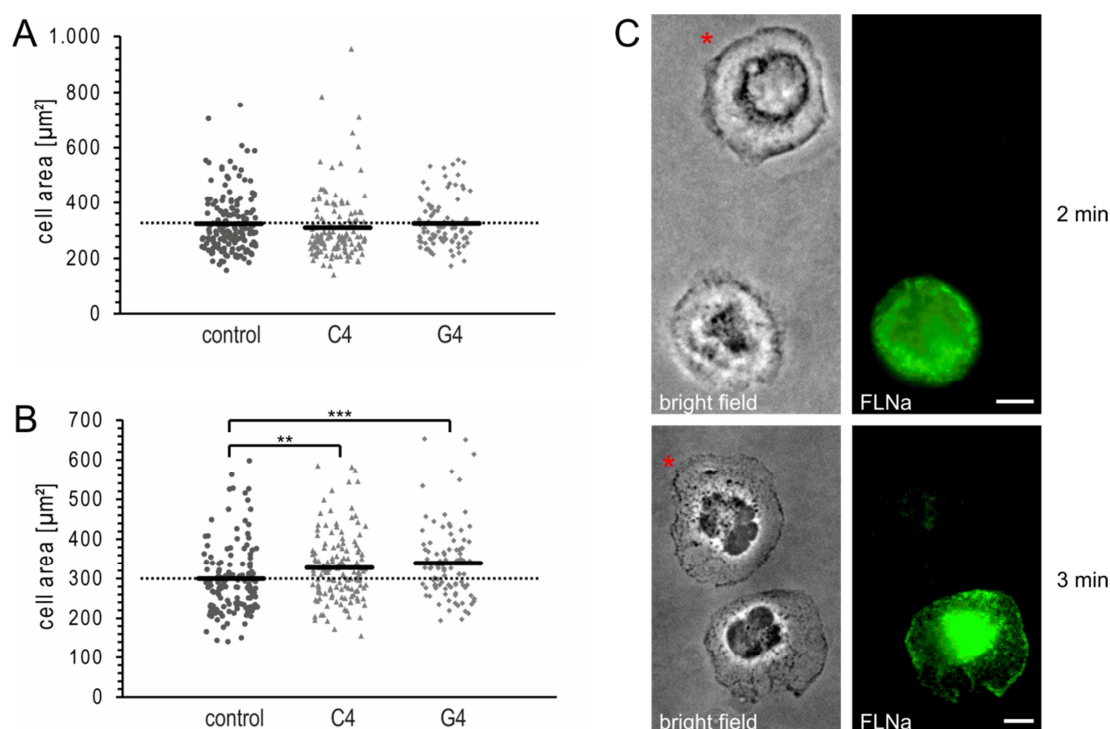 A
cell area [µm²]
1.000
800
600
400
200
0
control C4 G4
B
cell area [µm²]
700
600
500
400
300
200
100
0
***
**
control C4 G4
C
*
bright field
FLNa
2 min
*
bright field
FLNa
3 min